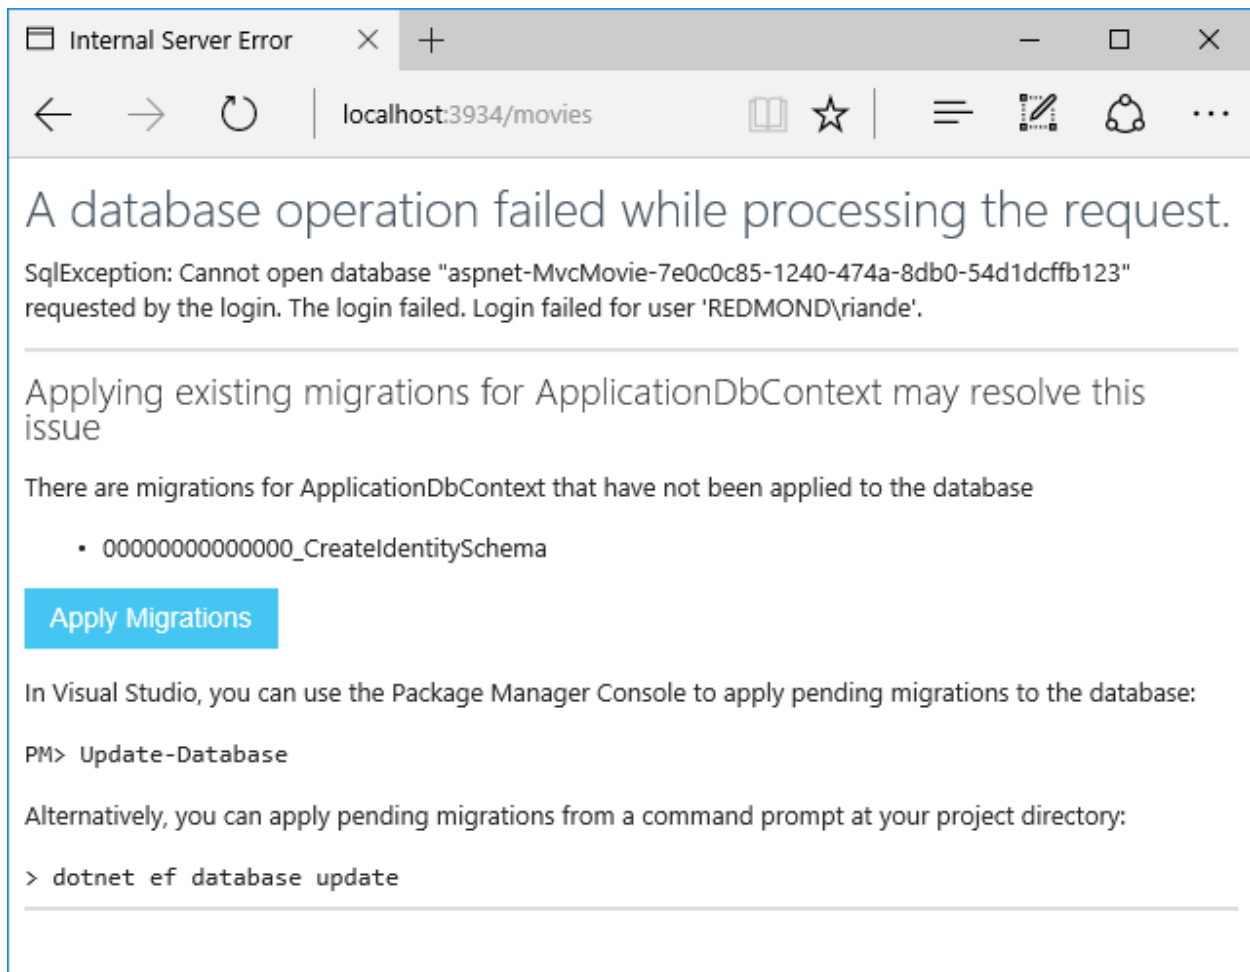 Internal Server Error
localhost:3934/movies
A database operation failed while processing the request.
SqlException: Cannot open database "aspnet-MvcMovie-7e0c0c85-1240-474a-8db0-54d1dcffb123"
requested by the login. The login failed. Login failed for user 'REDMOND\riande'.
Applying existing migrations for ApplicationDbContext may resolve this
issue
There are migrations for ApplicationDbContext that have not been applied to the database
• 00000000000000_CreateIdentitySchema
Apply Migrations
In Visual Studio, you can use the Package Manager Console to apply pending migrations to the database:
PM> Update-Database
Alternatively, you can apply pending migrations from a command prompt at your project directory:
> dotnet ef database update